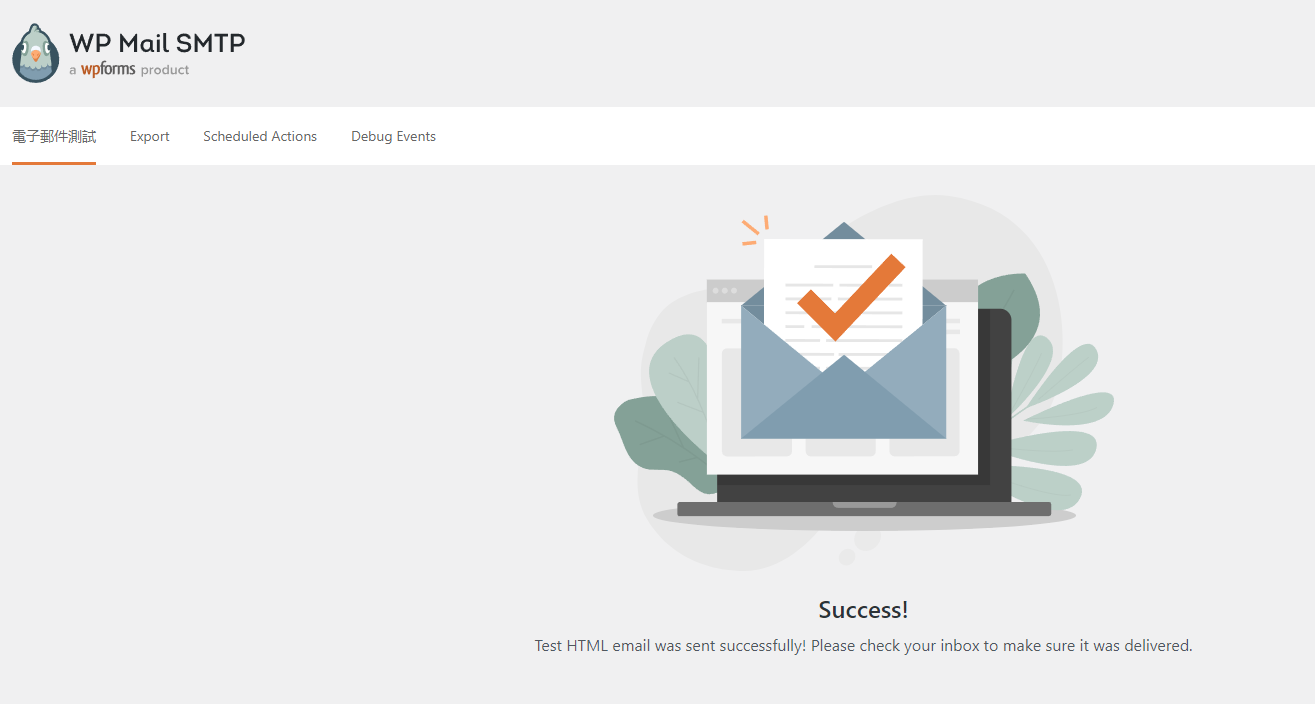 WP Mail SMTP
a wpforms product
電子郵件測試 Export Scheduled Actions Debug Events
Success!
Test HTML email was sent successfully! Please check your inbox to make sure it was delivered.